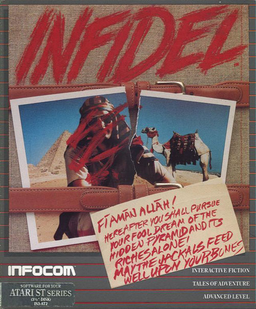 INFIDEL
FI AMAN ALLAH!
HEREAFTER YOU SHALL PURSUE
YOUR FOOL DREAM OF THE
HIDDEN PYRAMID AND ITS
RICHES ALONE!
MAY THE JACKALS FEED
WELL UPON YOUR BONES
INFOCOM
INTERACTIVE FICTION
SOFTWARE FOR YOUR
ATARI ST SERIES
TALES OF ADVENTURE
ADVANCED LEVEL